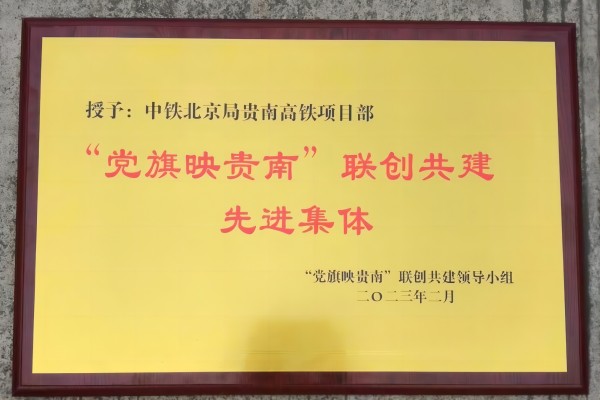 授予：中铁北京局贵南高铁项目部
“党旗映贵南”联创共建
先进集体
“党旗映贵南”联创共建领导小组
二〇二三年二月